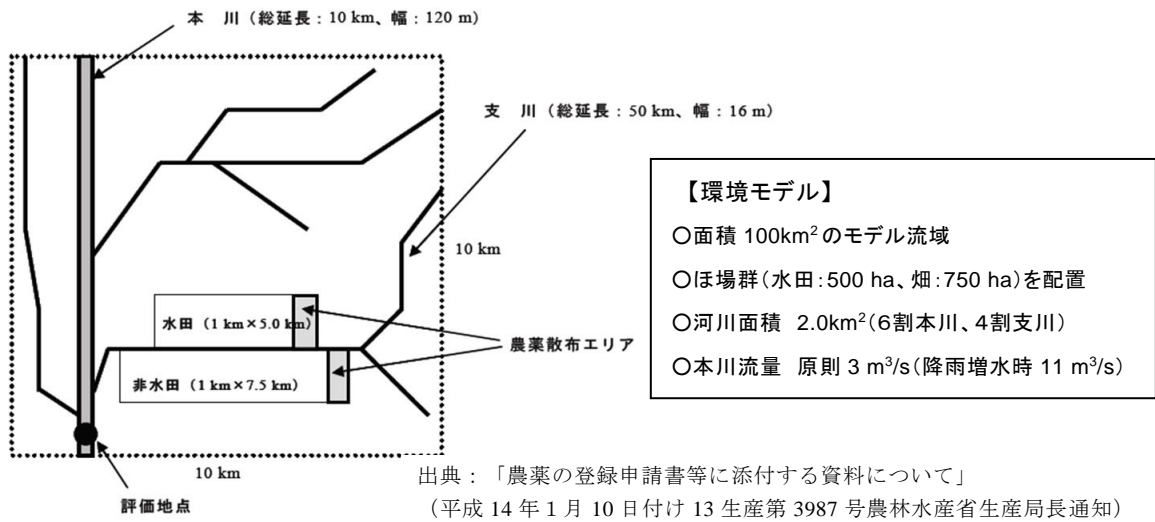 本　川（総延長：10 km、幅：120 m）
支　川（総延長：50 km、幅：16 m）
10 km
水田（1 km×5.0 km）
農薬散布エリア
非水田（1 km×7.5 km）
10 km
評価地点
【環境モデル】
○面積 100km²のモデル流域
○ほ場群（水田：500 ha、畑：750 ha）を配置
○河川面積　2.0km²（６割本川、４割支川）
○本川流量　原則 3 m³/s（降雨増水時 11 m³/s）
出典：「農薬の登録申請書等に添付する資料について」
（平成 14 年 1 月 10 日付け 13 生産第 3987 号農林水産省生産局長通知）